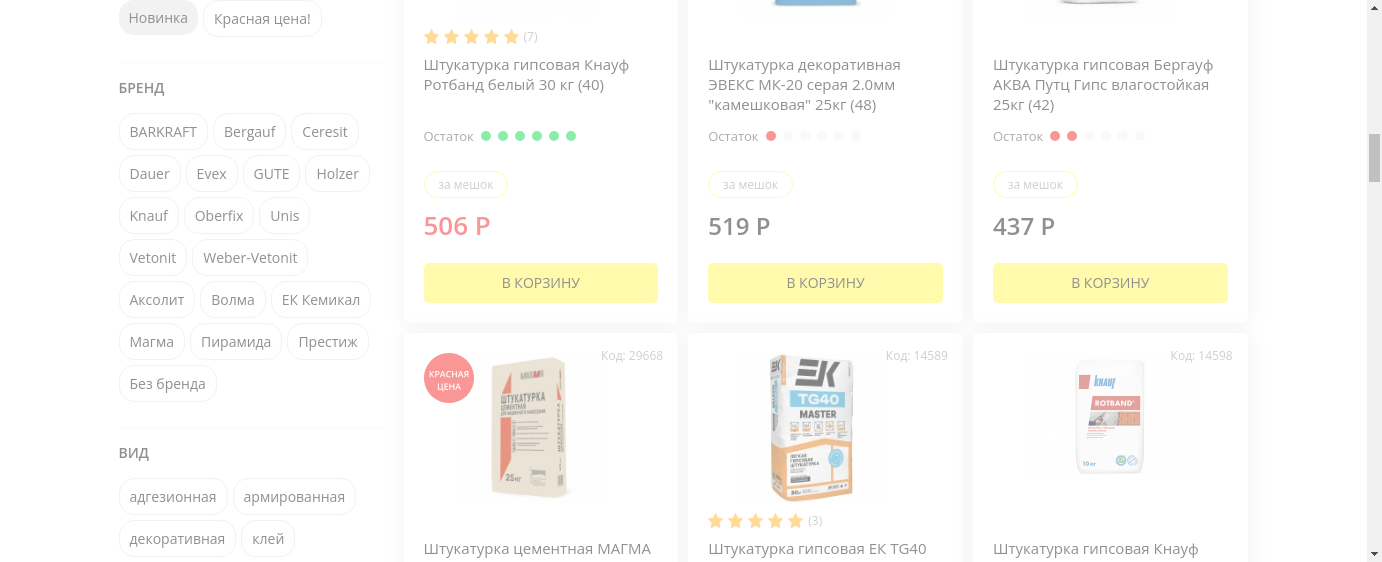 Новинка
Красная цена!
БРЕНД
BARKRAFT
Bergauf
Ceresit
Dauer
Evex
GUTE
Holzer
Knauf
Oberfix
Unis
Vetonit
Weber-Vetonit
Аксолит
Волма
ЕК Кемикал
Магма
Пирамида
Престиж
Без бренда
ВИД
адгезионная
армированная
декоративная
клей
(7)
Штукатурка гипсовая Кнауф
Ротбанд белый 30 кг (40)
Остаток
за мешок
506 Р
В КОРЗИНУ
Штукатурка декоративная
ЭВЕКС МК-20 серая 2.0мм
"камешковая" 25кг (48)
Остаток
за мешок
519 Р
В КОРЗИНУ
Штукатурка гипсовая Бергауф
АКВА Путц Гипс влагостойкая
25кг (42)
Остаток
за мешок
437 Р
В КОРЗИНУ
Код: 29668
КРАСНАЯ
ЦЕНА
МАГМА
ШТУКАТУРКА
ЦЕМЕНТНАЯ
25кг
Штукатурка цементная МАГМА
Код: 14589
ЕК
TG40
MASTER
ЛЕГКАЯ
ГИПСОВАЯ
ШТУКАТУРКА
(3)
Штукатурка гипсовая ЕК TG40
Код: 14598
KNAUF
ROTBAND
10 кг
Штукатурка гипсовая Кнауф